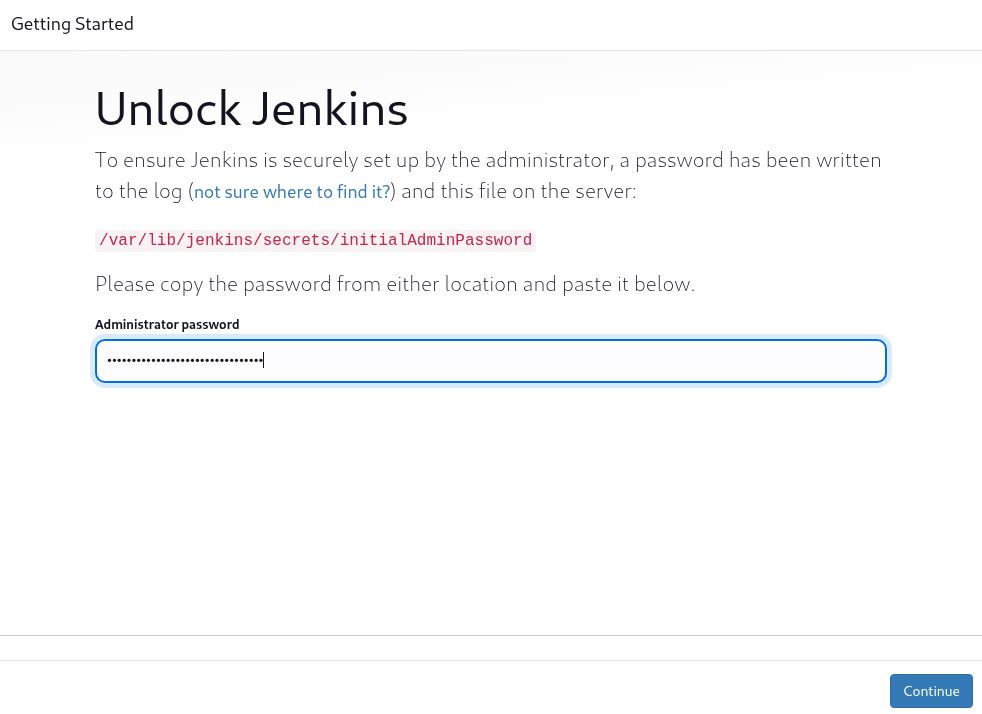 Getting Started
Unlock Jenkins
To ensure Jenkins is securely set up by the administrator, a password has been written
to the log (not sure where to find it?) and this file on the server:
/var/lib/jenkins/secrets/initialAdminPassword
Please copy the password from either location and paste it below.
Administrator password
••••••••••••••••••••••••••••••••
Continue